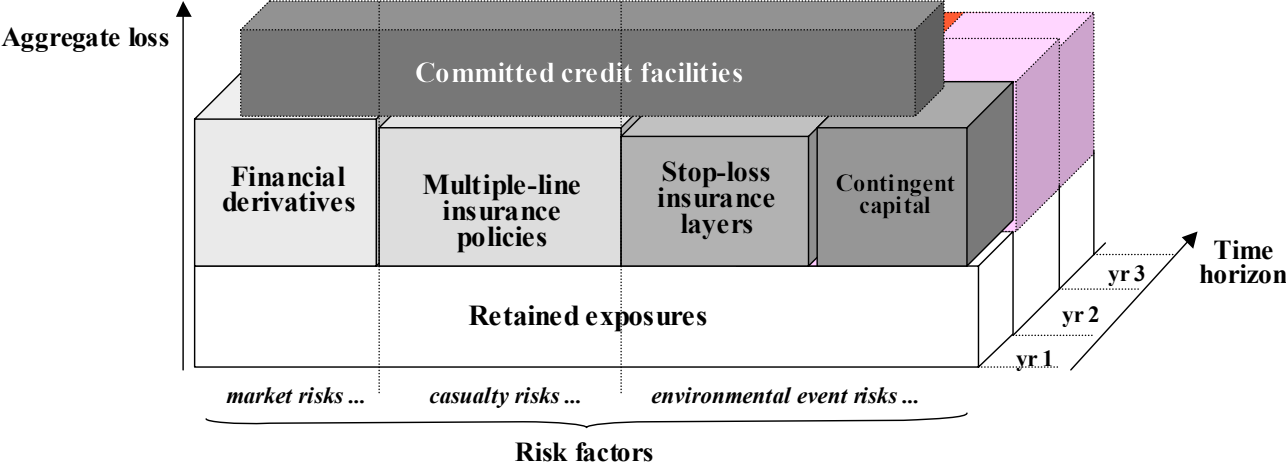 Aggregate loss
Committed credit facilities
Financial
derivatives
Multiple-line
insurance
policies
Stop-loss
insurance
layers
Contingent
capital
Retained exposures
Time
horizon
yr 3
yr 2
yr 1
market risks ...
casualty risks ...
environmental event risks ...
Risk factors